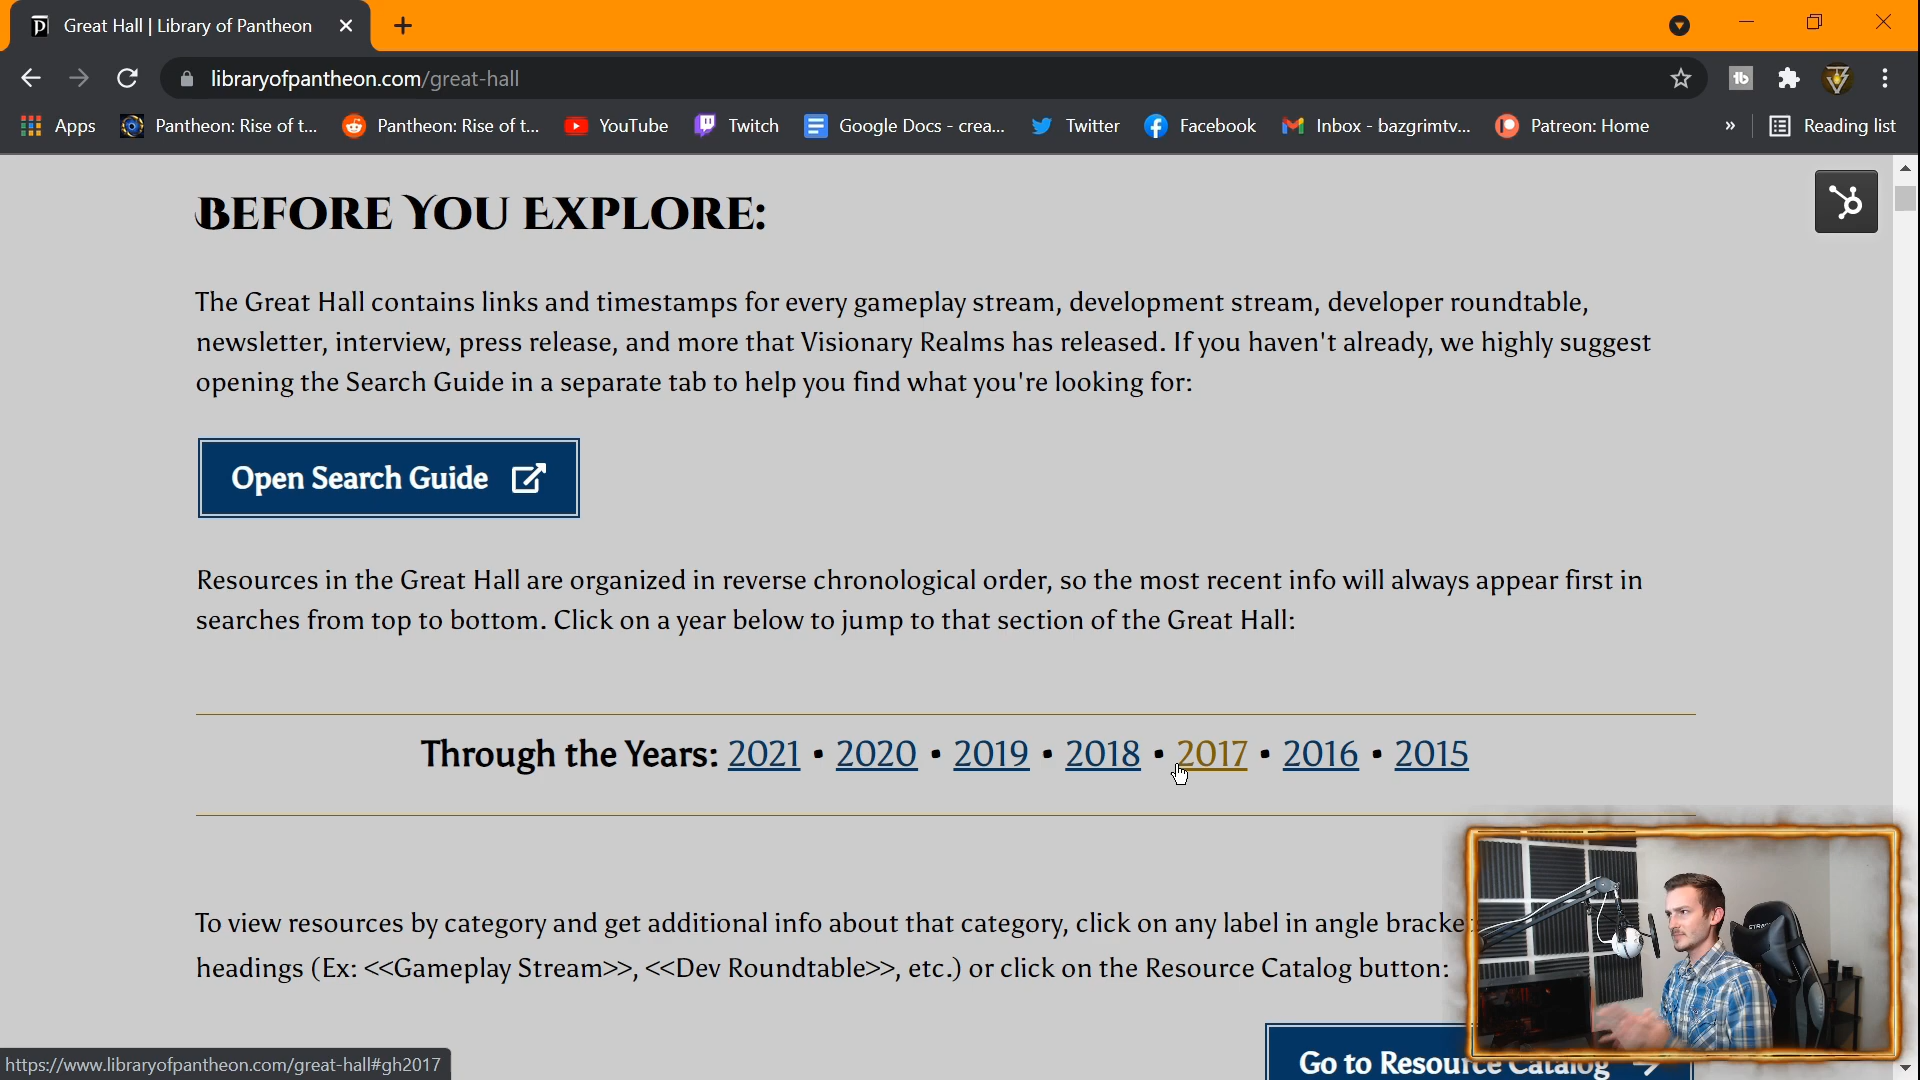 Great Hall | Library of Pantheon
libraryofpantheon.com/great-hall
Apps Pantheon: Rise of t... Pantheon: Rise of t... YouTube Twitch Google Docs - crea... Twitter Facebook Inbox - bazgrimtv... Patreon: Home » Reading list
BEFORE YOU EXPLORE:
The Great Hall contains links and timestamps for every gameplay stream, development stream, developer roundtable,
newsletter, interview, press release, and more that Visionary Realms has released. If you haven't already, we highly suggest
opening the Search Guide in a separate tab to help you find what you're looking for:
Open Search Guide
Resources in the Great Hall are organized in reverse chronological order, so the most recent info will always appear first in
searches from top to bottom. Click on a year below to jump to that section of the Great Hall:
Through the Years: 2021 • 2020 • 2019 • 2018 • 2017 • 2016 • 2015
To view resources by category and get additional info about that category, click on any label in angle
headings (Ex: <<Gameplay Stream>>, <<Dev Roundtable>>, etc.) or click on the Resource Catalog button:
Go to Resource Catalog →
https://www.libraryofpantheon.com/great-hall#gh2017